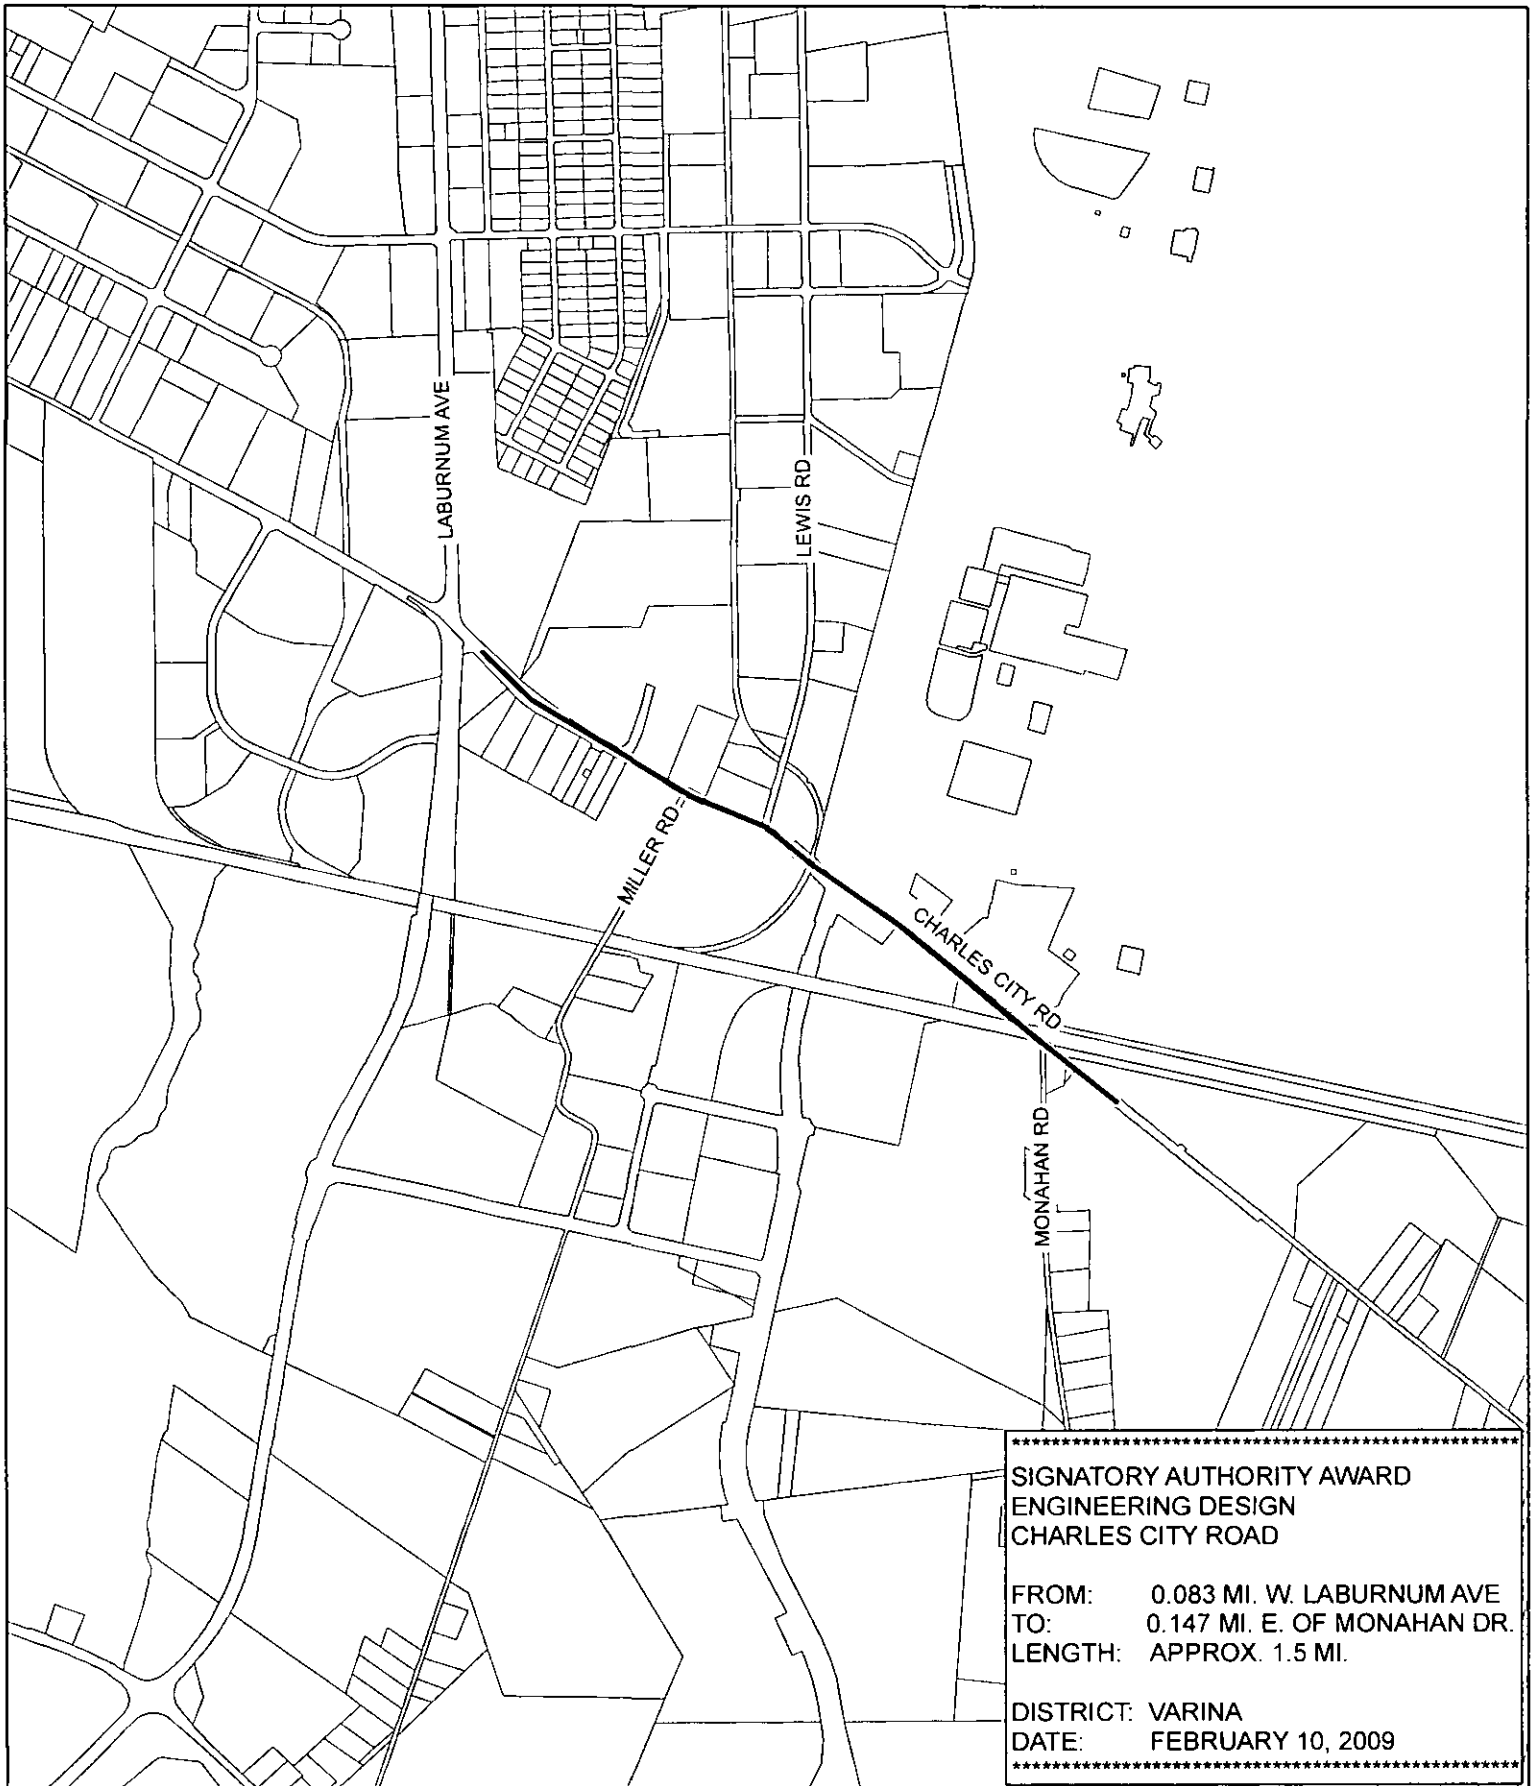 LABURNUM AVE
LEWIS RD
MILLER RD
CHARLES CITY RD
MONAHAN RD
**************************************************
SIGNATORY AUTHORITY AWARD
ENGINEERING DESIGN
CHARLES CITY ROAD
FROM: 0.083 MI. W. LABURNUM AVE
TO: 0.147 MI. E. OF MONAHAN DR.
LENGTH: APPROX. 1.5 MI.
DISTRICT: VARINA
DATE: FEBRUARY 10, 2009
**************************************************